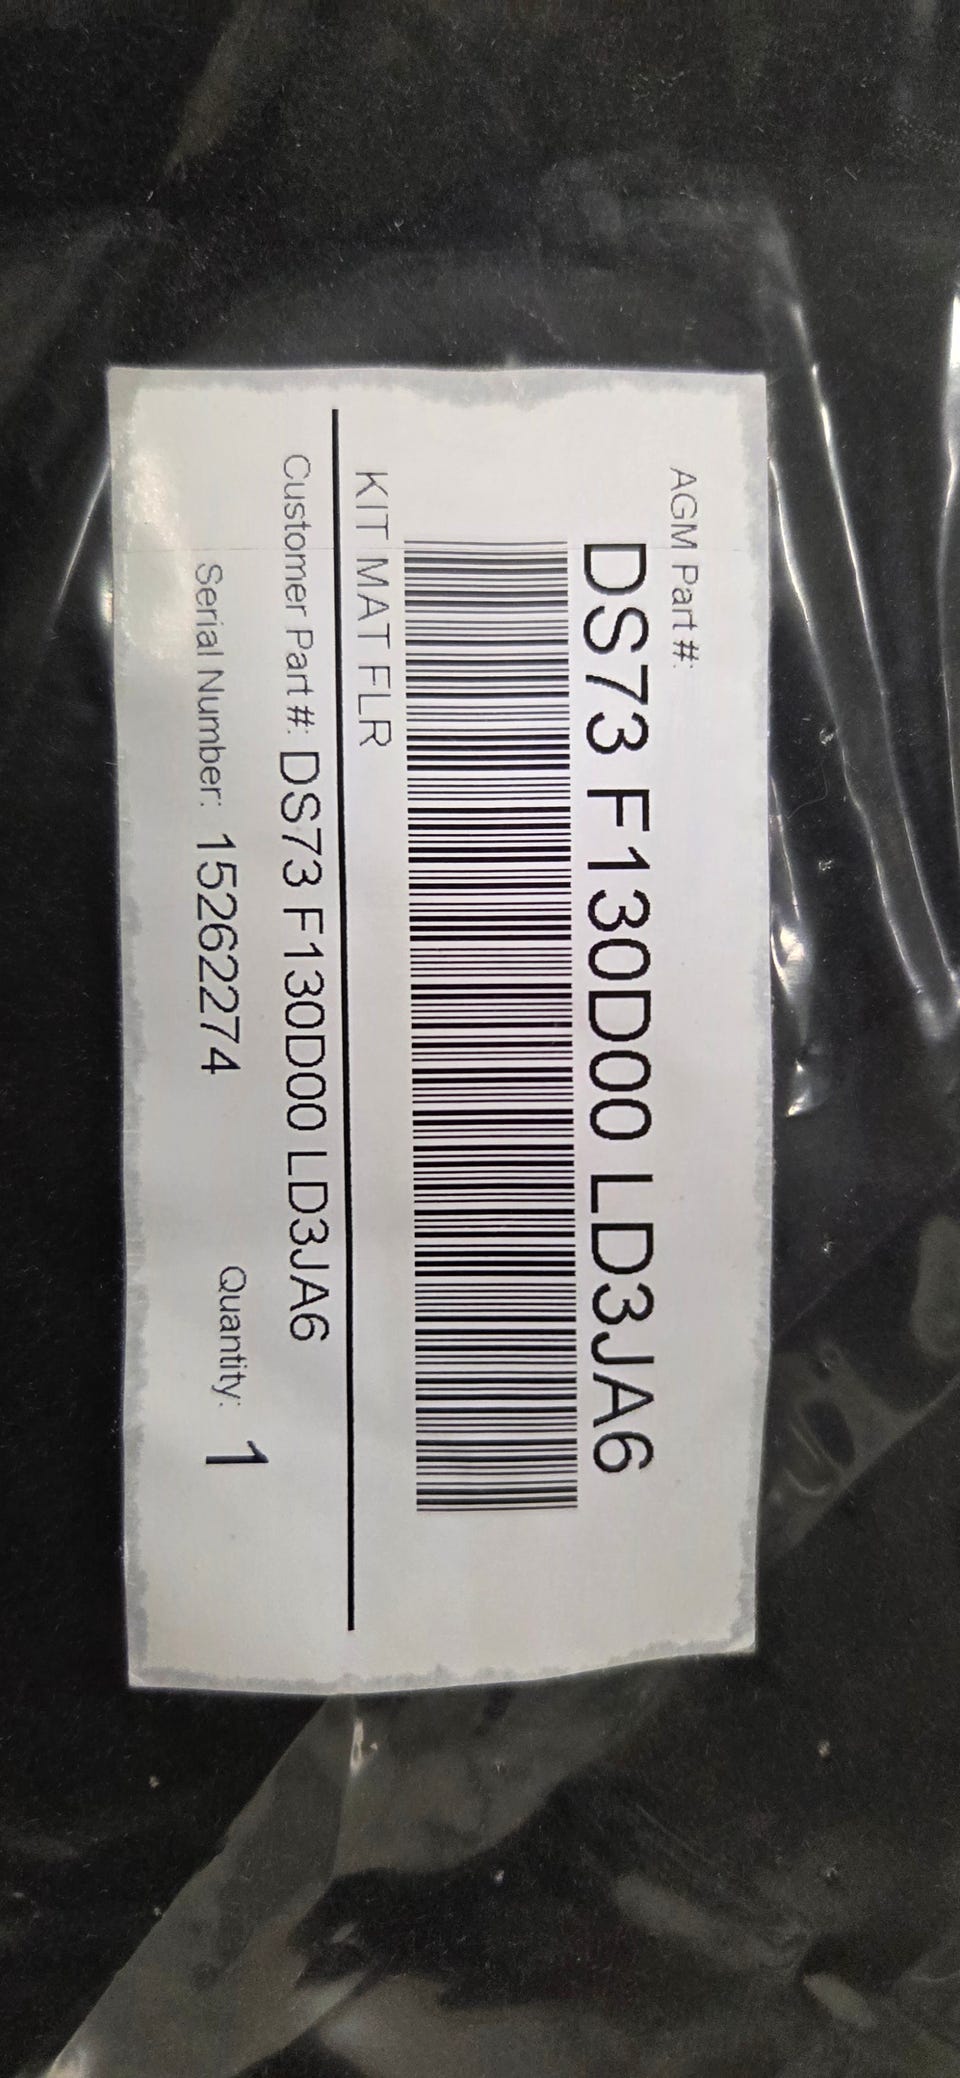 AGM Part #:
DS73 F130D00 LD3JA6
KIT MAT FLR
Customer Part #: DS73 F130D00 LD3JA6
Serial Number: 15262274 Quantity: 1